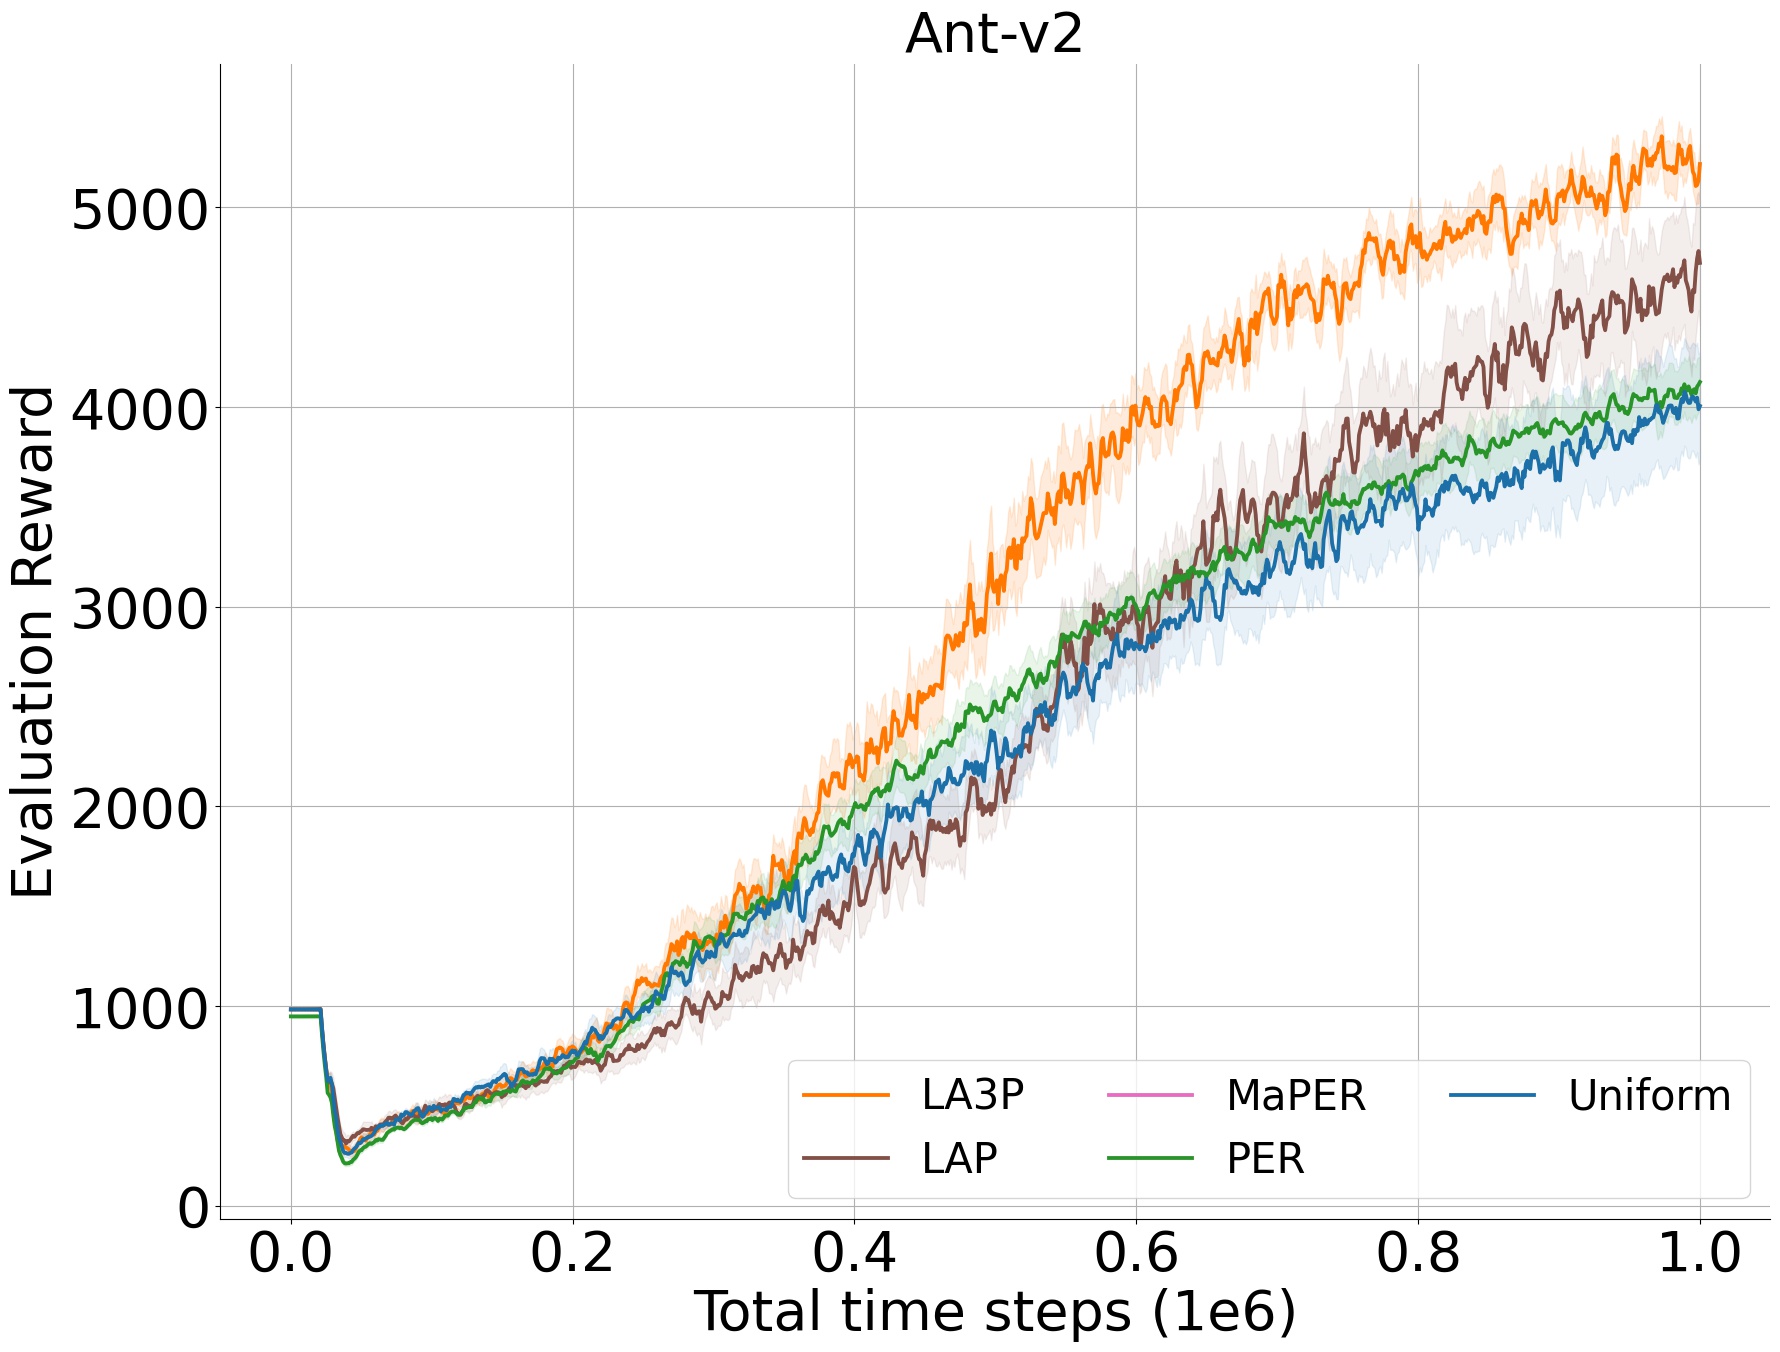 Ant-v2
Evaluation Reward
5000
4000
3000
2000
1000
0
LA3P MaPER Uniform
LAP PER
0.0 0.2 0.4 0.6 0.8 1.0
Total time steps (1e6)